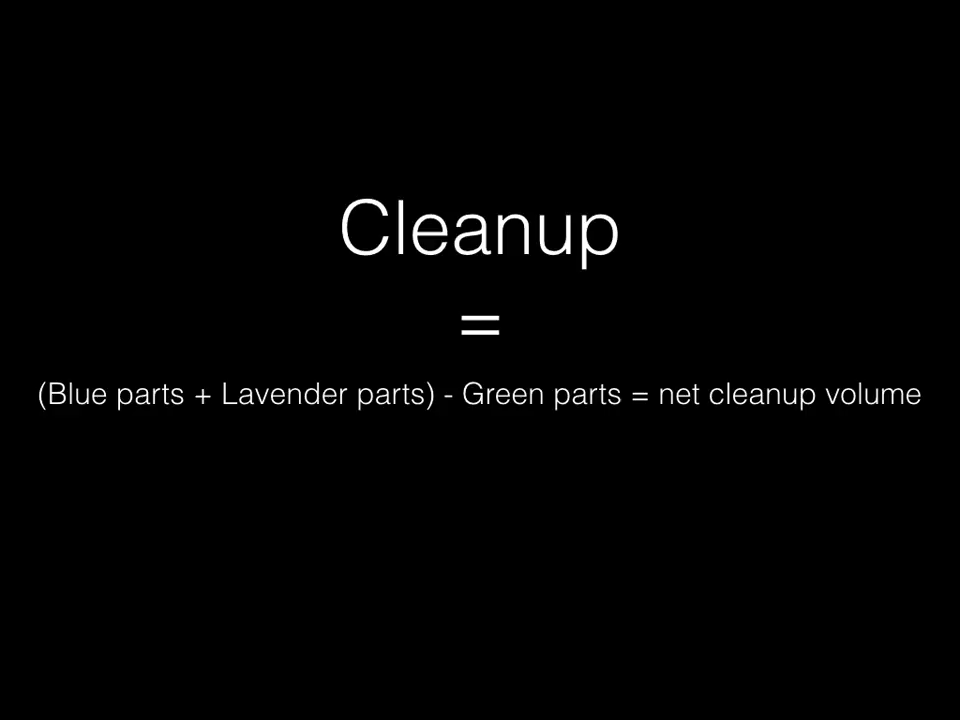 Cleanup
=
(Blue parts + Lavender parts) - Green parts = net cleanup volume